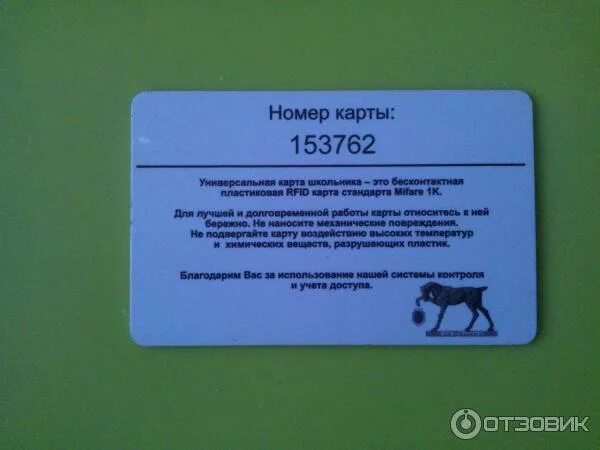 Номер карты:
153762
Универсальная карта школьника – это бесконтактная
пластиковая RFID карта стандарта Mifare 1K.
Для лучшей и долговременной работы карты относитесь к ней
бережно. Не наносите механические повреждения.
Не подвергайте карту воздействию высоких температур
и химических веществ, разрушающих пластик.
Благодарим Вас за использование нашей системы контроля
и учета доступа.
ОТЗОВИК